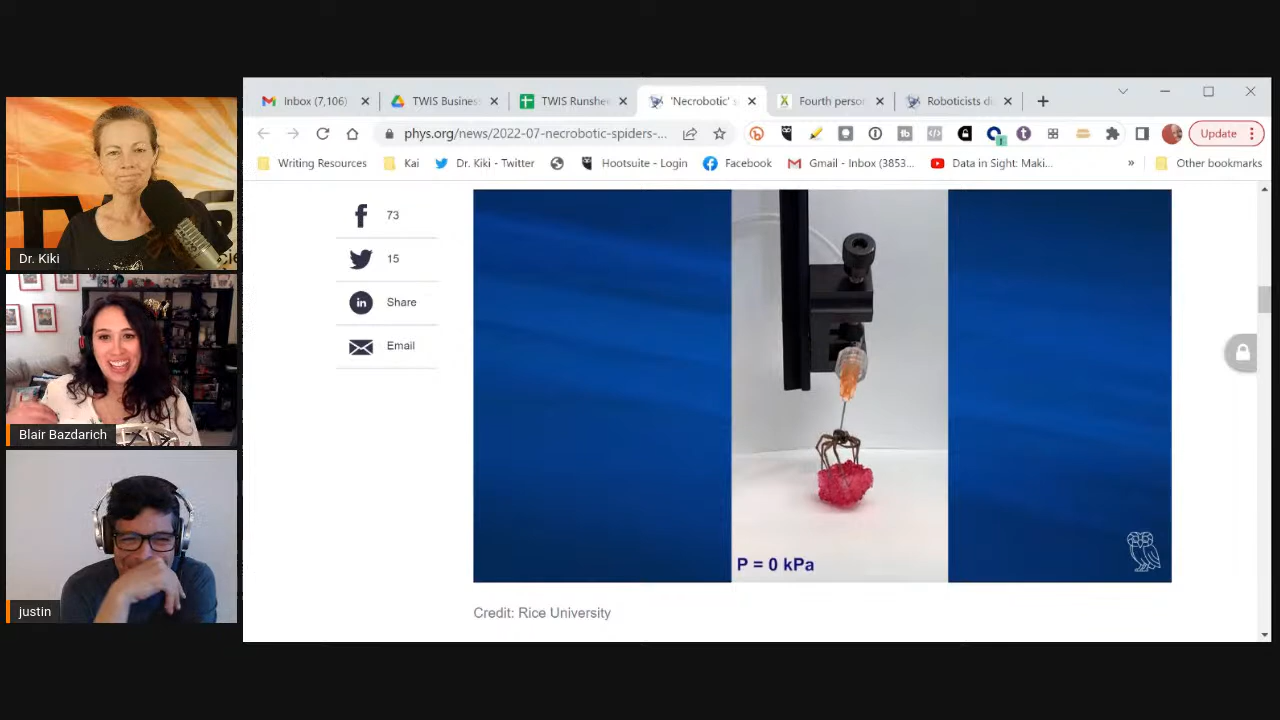 Dr. Kiki
Blair Bazdarich
justin
Inbox (7,106)
TWIS Busines
TWIS Runshe
'Necrobotic' s
Fourth perso
Roboticists d
phys.org/news/2022-07-necrobotic-spiders-...
Update
Writing Resources
Kai
Dr. Kiki - Twitter
Hootsuite - Login
Facebook
Gmail - Inbox (3853...
Data in Sight: Maki...
»
Other bookmarks
73
15
Share
Email
P = 0 kPa
Credit: Rice University